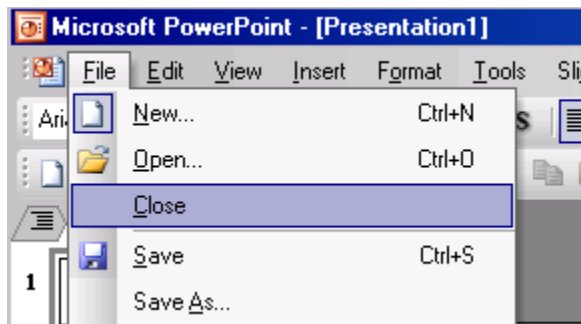 Microsoft PowerPoint - [Presentation1]
File Edit View Insert Format Tools
New... Ctrl+N
Open... Ctrl+O
Close
Save Ctrl+S
1
Save As...